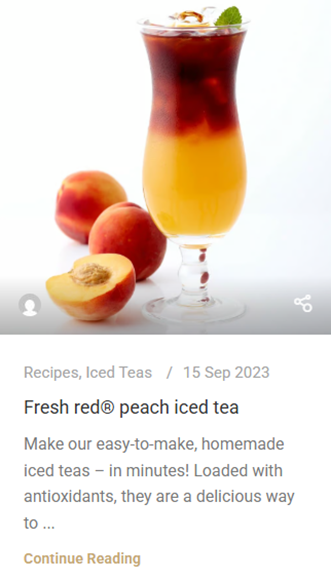 Recipes, Iced Teas / 15 Sep 2023
Fresh red® peach iced tea
Make our easy-to-make, homemade
iced teas – in minutes! Loaded with
antioxidants, they are a delicious way
to ...
Continue Reading